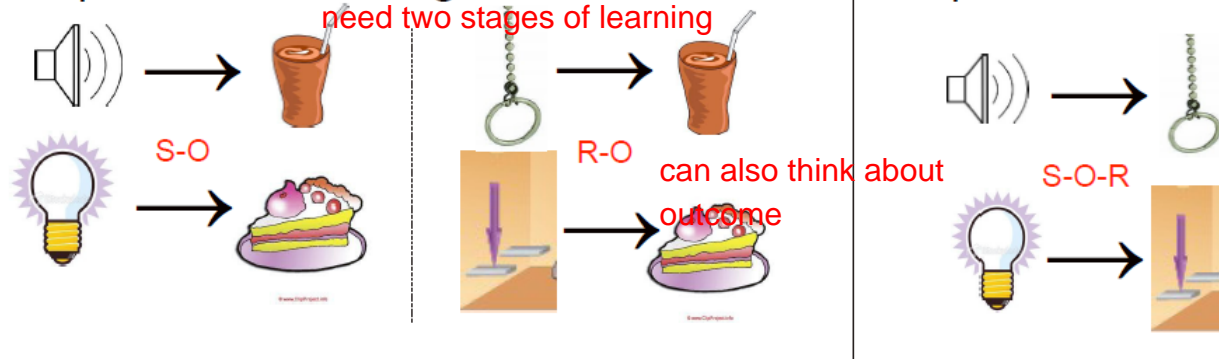 need two stages of learning
S-O
R-O
can also think about
outcome
S-O-R